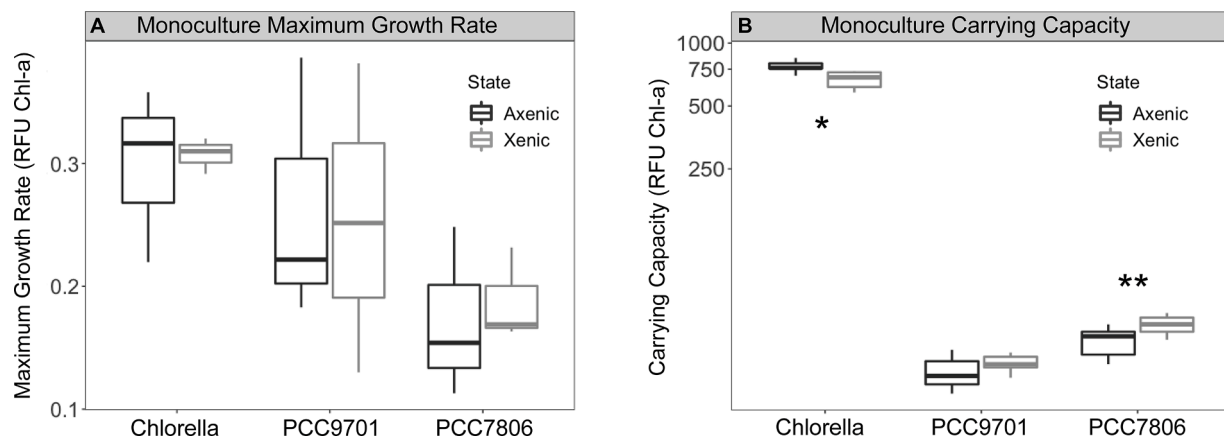 A Monoculture Maximum Growth Rate
Maximum Growth Rate (RFU Chl-a)
0.3
0.2
0.1
State
Axenic
Xenic
Chlorella PCC9701 PCC7806
B Monoculture Carrying Capacity
Carrying Capacity (RFU Chl-a)
1000
750
500
250
State
Axenic
Xenic
*
**
Chlorella PCC9701 PCC7806